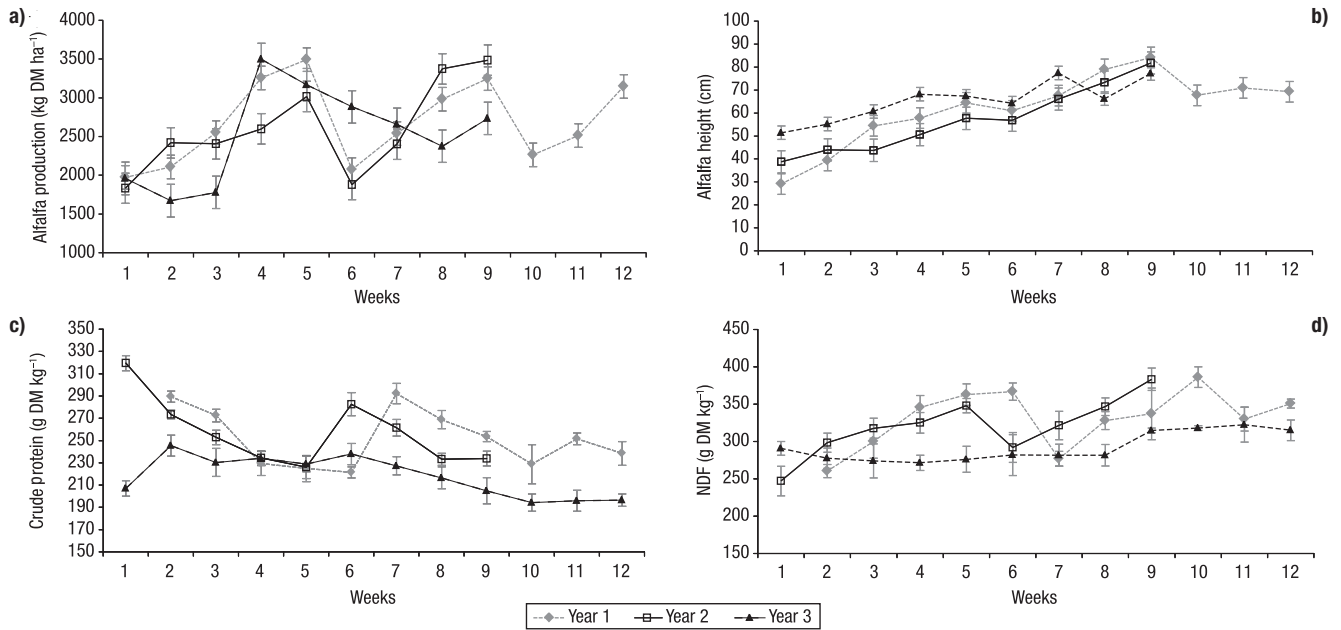 a)
Alfalfa production (kg DM ha⁻¹)
4000
3500
3000
2500
2000
1500
1000
1 2 3 4 5 6 7 8 9 10 11 12
Weeks
b)
Alfalfa height (cm)
100
90
80
70
60
50
40
30
20
10
0
1 2 3 4 5 6 7 8 9 10 11 12
Weeks
c)
Crude protein (g DM kg⁻¹)
350
330
310
290
270
250
230
210
190
170
150
1 2 3 4 5 6 7 8 9 10 11 12
Weeks
d)
NDF (g DM kg⁻¹)
450
400
350
300
250
200
150
1 2 3 4 5 6 7 8 9 10 11 12
Weeks
Year 1 Year 2 Year 3